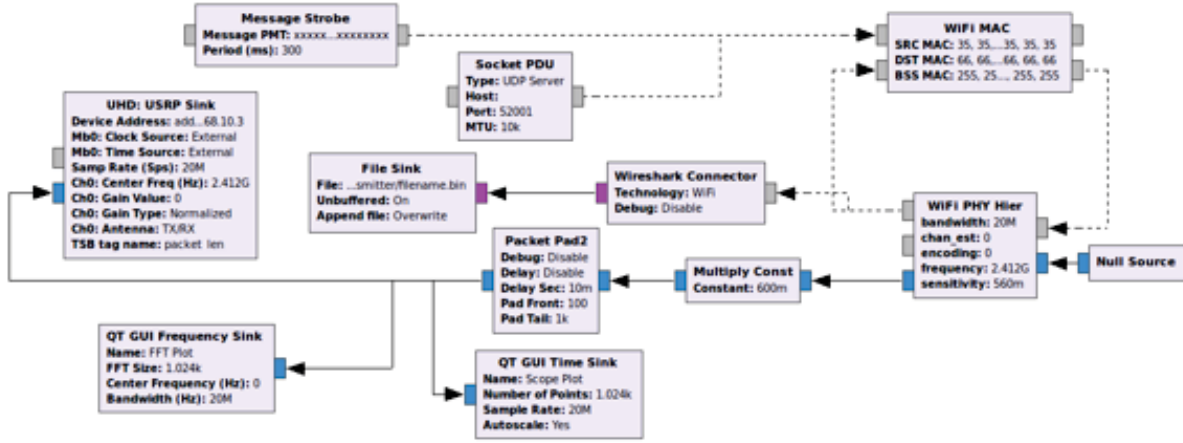 Message Strobe
Message PMT: xxxxx...xxxxxxxx
Period (ms): 300
WiFi MAC
SRC MAC: 35, 35,...35, 35, 35
DST MAC: 66, 66,...66, 66, 66
BSS MAC: 255, 25..., 255, 255
Socket PDU
Type: UDP Server
Host:
Port: 52001
MTU: 10k
UHD: USRP Sink
Device Address: add...68.10.3
Mb0: Clock Source: External
Mb0: Time Source: External
Samp Rate (Sps): 20M
Ch0: Center Freq (Hz): 2.412G
Ch0: Gain Value: 0
Ch0: Gain Type: Normalized
Ch0: Antenna: TX/RX
TSB tag name: packet_len
File Sink
File: ...smitter/filename.bin
Unbuffered: On
Append file: Overwrite
Wireshark Connector
Technology: WiFi
Debug: Disable
WiFi PHY Hier
bandwidth: 20M
chan_est: 0
encoding: 0
frequency: 2.412G
sensitivity: 560m
Null Source
Packet Pad2
Debug: Disable
Delay: Disable
Delay Sec: 10m
Pad Front: 100
Pad Tail: 1k
Multiply Const
Constant: 600m
QT GUI Frequency Sink
Name: FFT Plot
FFT Size: 1.024k
Center Frequency (Hz): 0
Bandwidth (Hz): 20M
QT GUI Time Sink
Name: Scope Plot
Number of Points: 1.024k
Sample Rate: 20M
Autoscale: Yes